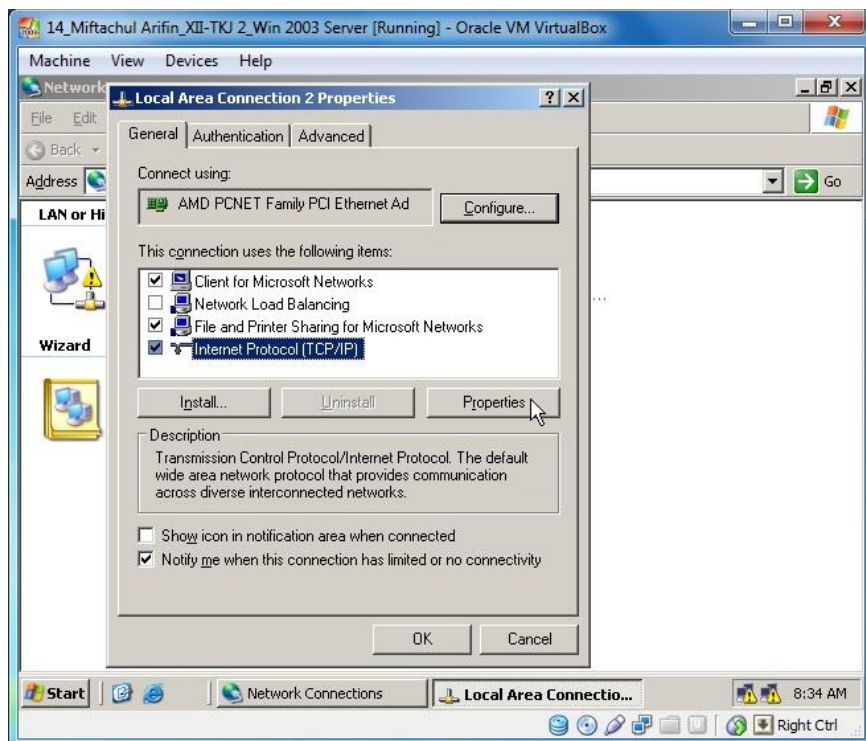 14_Miftachul Arifin_XII-TKJ 2_Win 2003 Server [Running] - Oracle VM VirtualBox
Machine View Devices Help
Network
Local Area Connection 2 Properties
File Edit
General Authentication Advanced
Back
Connect using:
Address
Go
AMD PCNET Family PCI Ethernet Ad
Configure...
LAN or Hi
This connection uses the following items:
Client for Microsoft Networks
Network Load Balancing
...
File and Printer Sharing for Microsoft Networks
Wizard
Internet Protocol (TCP/IP)
Install... Uninstall Properties
Description
Transmission Control Protocol/Internet Protocol. The default
wide area network protocol that provides communication
across diverse interconnected networks.
Show icon in notification area when connected
Notify me when this connection has limited or no connectivity
OK Cancel
Start Network Connections Local Area Connectio... 8:34 AM
Right Ctrl